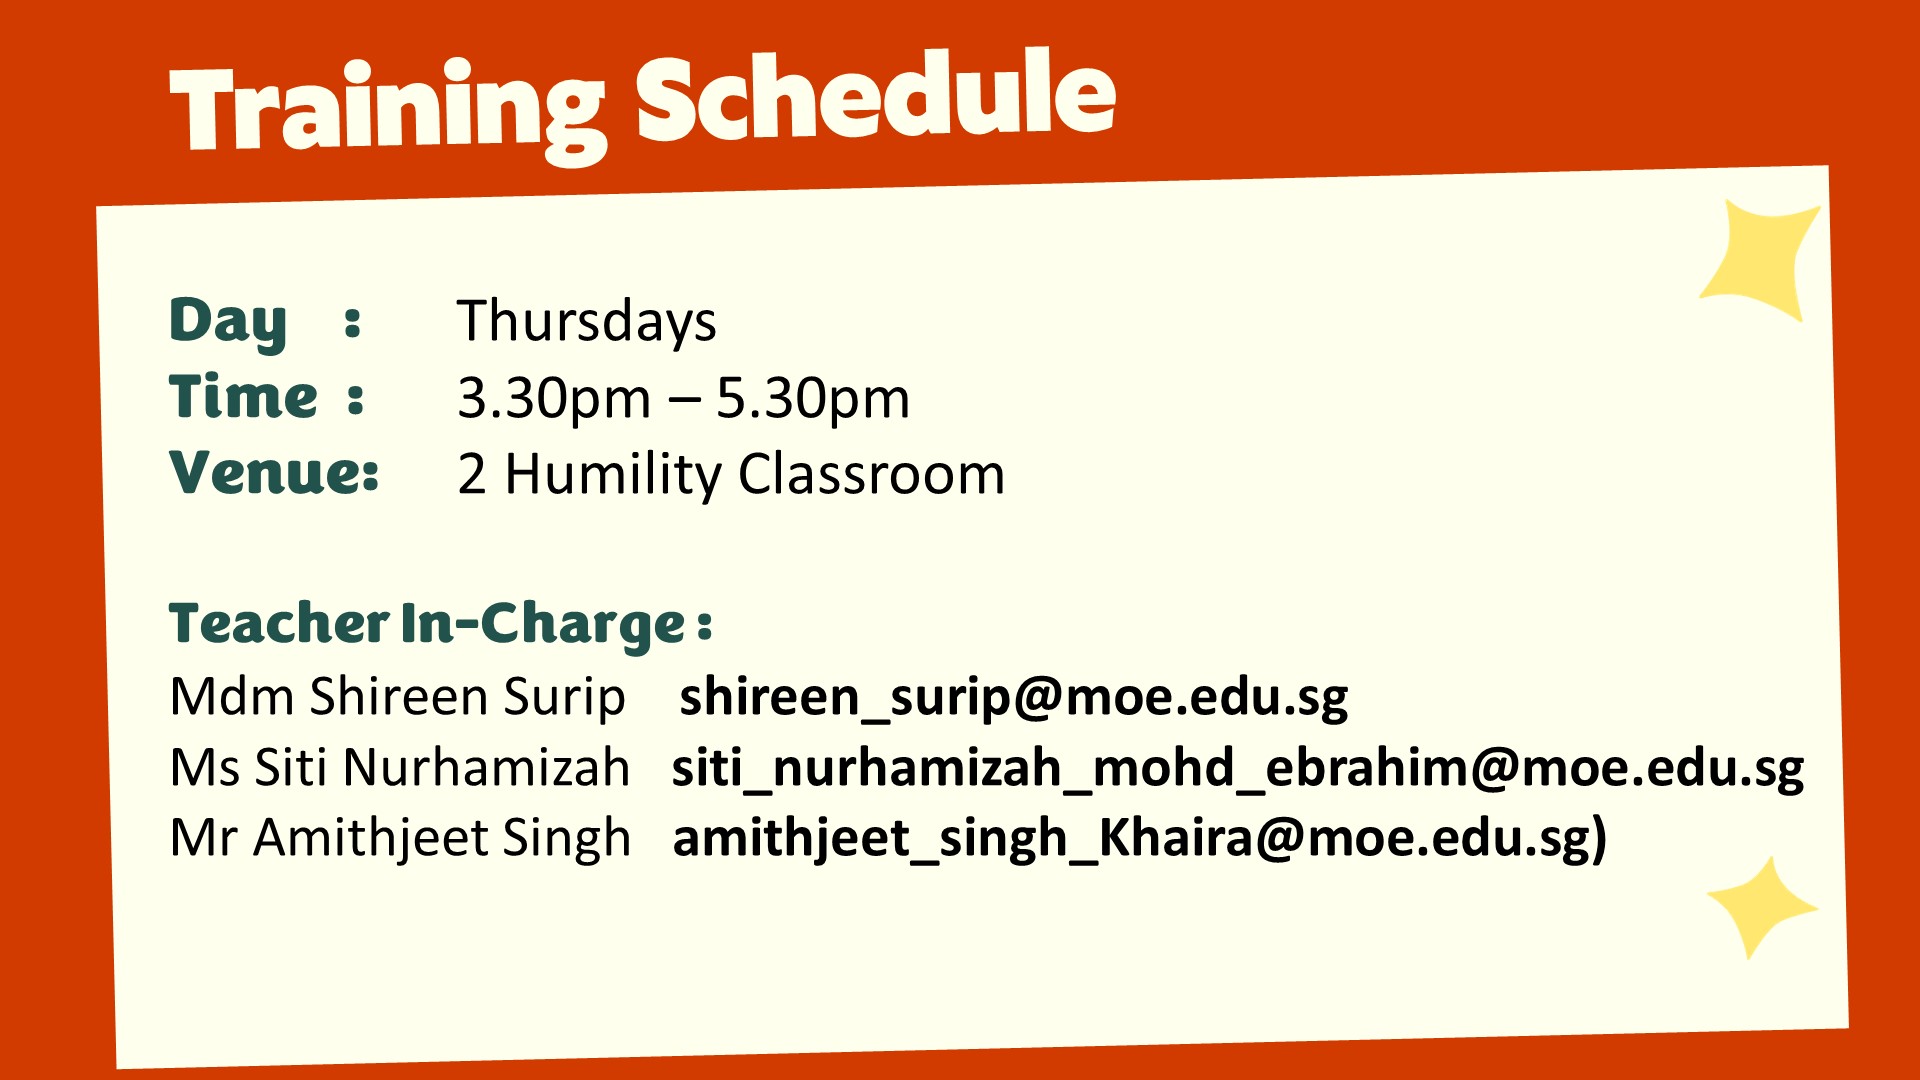 Training Schedule
Day : Thursdays
Time : 3.30pm – 5.30pm
Venue: 2 Humility Classroom
Teacher In-Charge :
Mdm Shireen Surip shireen_surip@moe.edu.sg
Ms Siti Nurhamizah siti_nurhamizah_mohd_ebrahim@moe.edu.sg
Mr Amithjeet Singh amithjeet_singh_Khaira@moe.edu.sg)